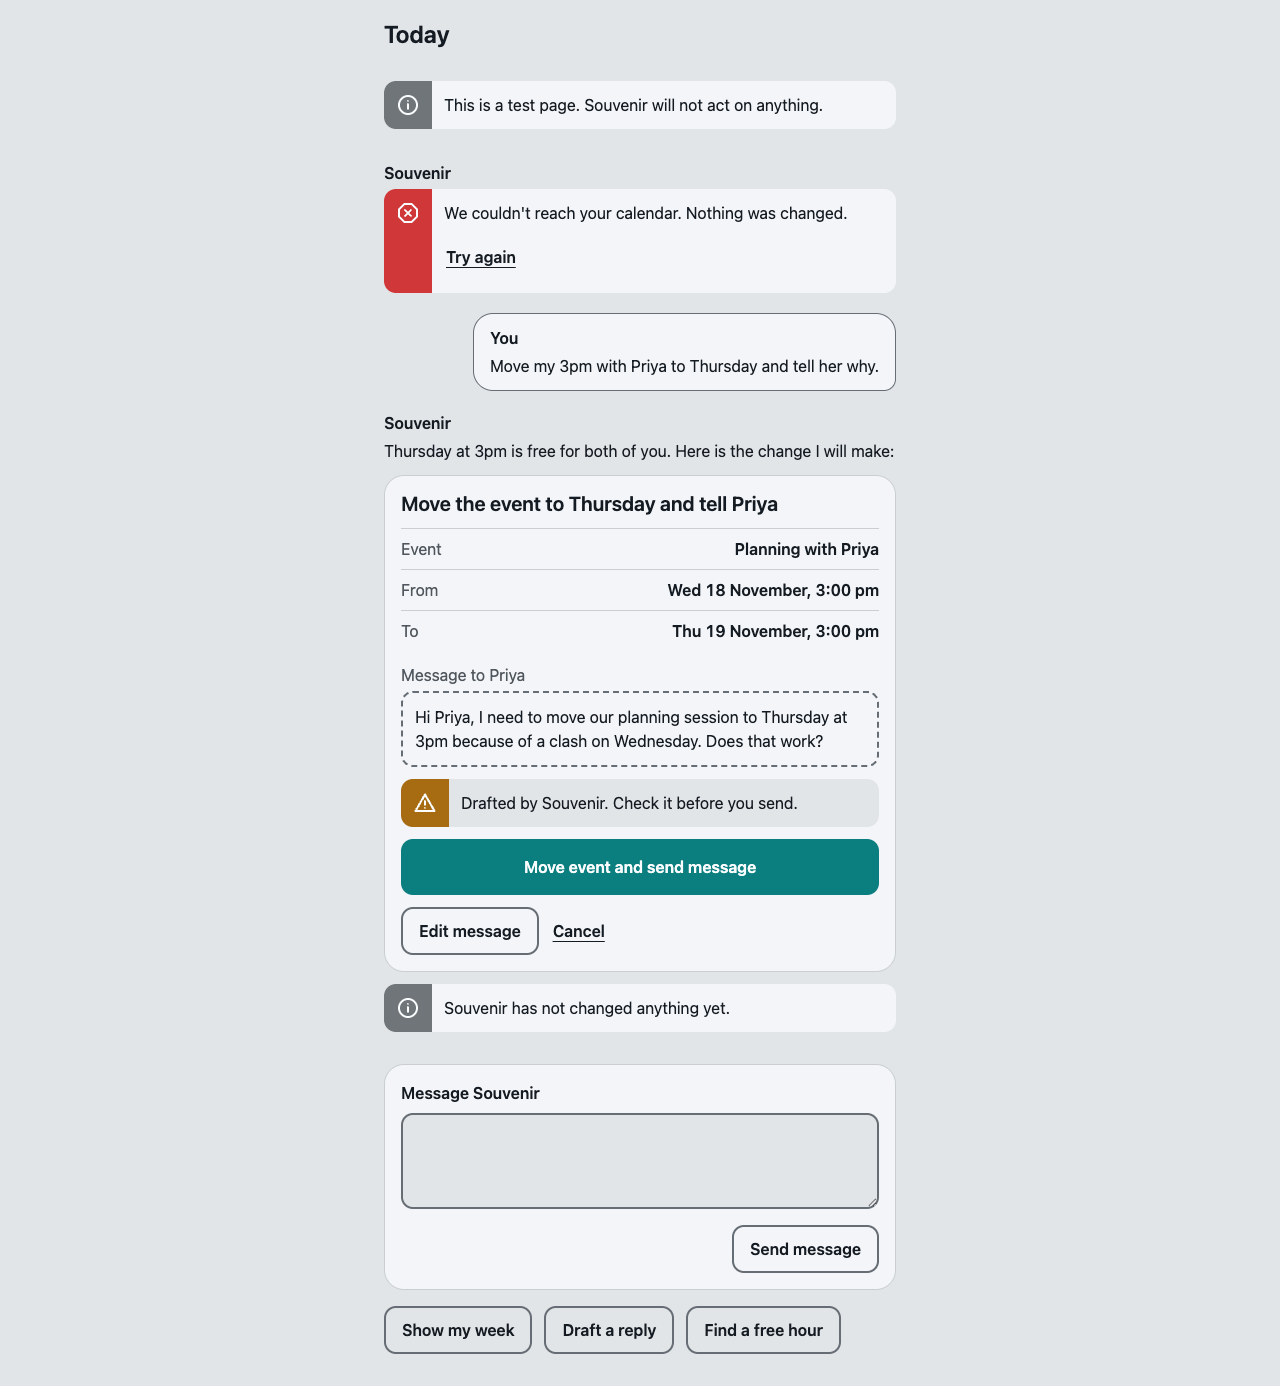 Today
This is a test page. Souvenir will not act on anything.
Souvenir
We couldn't reach your calendar. Nothing was changed.
Try again
You
Move my 3pm with Priya to Thursday and tell her why.
Souvenir
Thursday at 3pm is free for both of you. Here is the change I will make:
Move the event to Thursday and tell Priya
Event Planning with Priya
From Wed 18 November, 3:00 pm
To Thu 19 November, 3:00 pm
Message to Priya
Hi Priya, I need to move our planning session to Thursday at
3pm because of a clash on Wednesday. Does that work?
Drafted by Souvenir. Check it before you send.
Move event and send message
Edit message Cancel
Souvenir has not changed anything yet.
Message Souvenir
Send message
Show my week Draft a reply Find a free hour